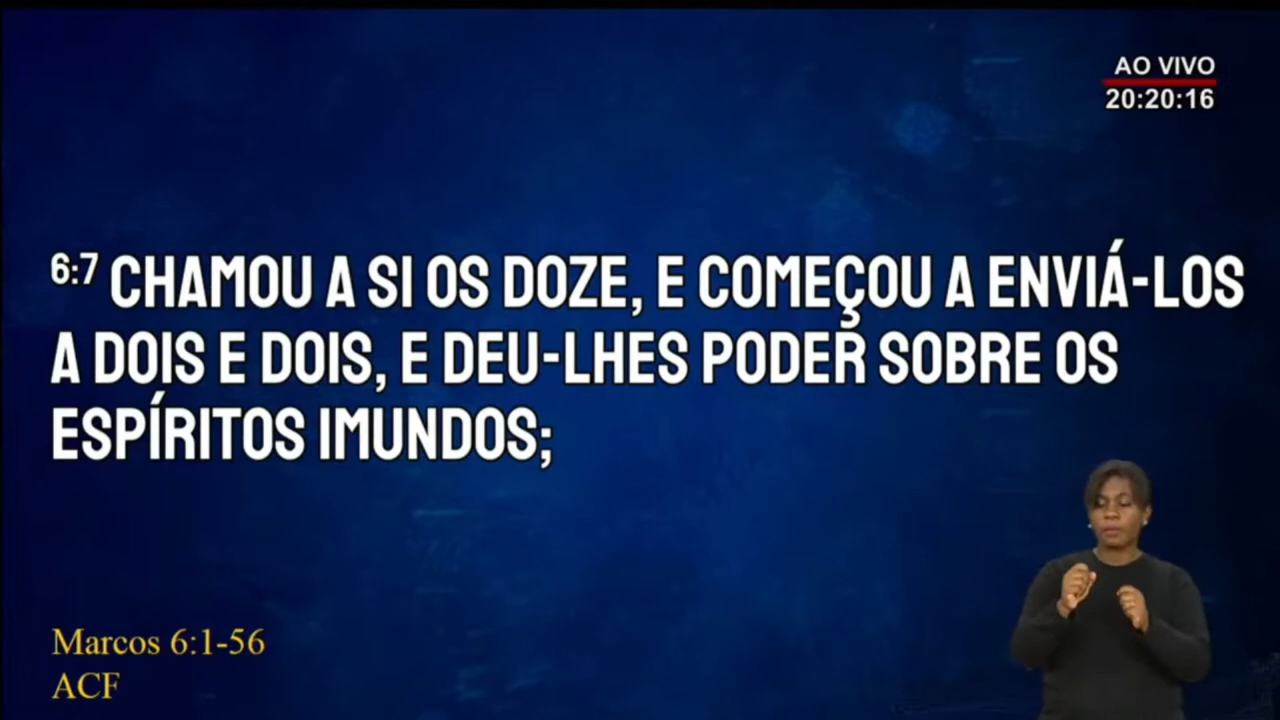 AO VIVO
20:20:16
6:7 CHAMOU A SI OS DOZE, E COMEÇOU A ENVIÁ-LOS
A DOIS E DOIS, E DEU-LHES PODER SOBRE OS
ESPÍRITOS IMUNDOS;
Marcos 6:1-56
ACF